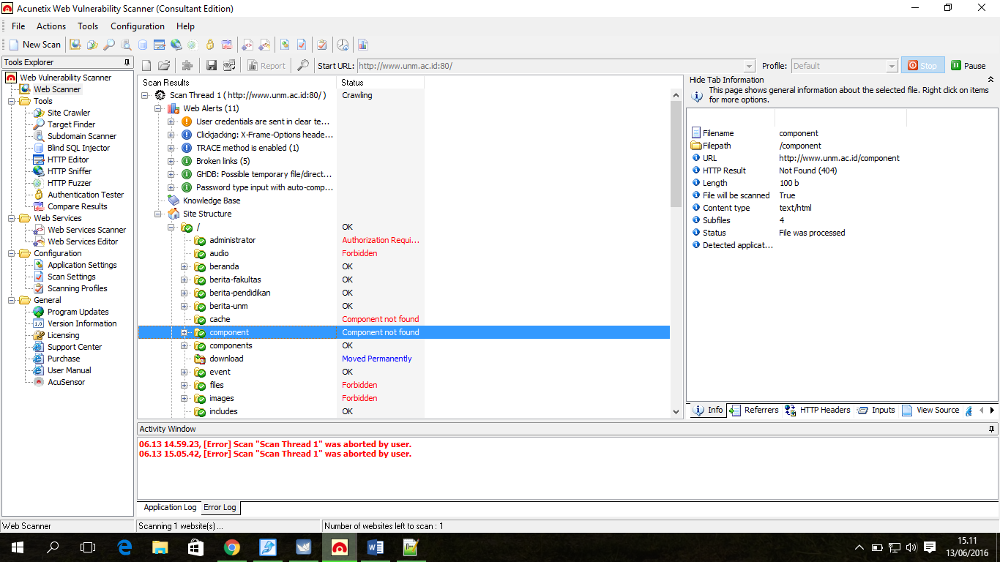 Acunetix Web Vulnerability Scanner (Consultant Edition)
File Actions Tools Configuration Help
New Scan
Tools Explorer
Web Vulnerability Scanner
Web Scanner
Tools
Site Crawler
Target Finder
Subdomain Scanner
Blind SQL Injector
HTTP Editor
HTTP Sniffer
HTTP Fuzzer
Authentication Tester
Compare Results
Web Services
Web Services Scanner
Web Services Editor
Configuration
Application Settings
Scan Settings
Scanning Profiles
General
Program Updates
1.0 Version Information
Licensing
Support Center
Purchase
User Manual
AcuSensor
Report Start URL: http://www.unm.ac.id:80/ Profile: Default Stop Pause
Scan Results Status
Scan Thread 1 ( http://www.unm.ac.id:80/ ) Crawling
Web Alerts (11)
User credentials are sent in clear te...
Clickjacking: X-Frame-Options heade...
TRACE method is enabled (1)
Broken links (5)
GHDB: Possible temporary file/direct...
Password type input with auto-comp...
Knowledge Base
Site Structure
/ OK
administrator Authorization Requi...
audio Forbidden
beranda OK
berita-fakultas OK
berita-pendidikan OK
berita-unm OK
cache Component not found
component Component not found
components OK
download Moved Permanently
event OK
files Forbidden
images Forbidden
includes OK
Hide Tab Information
This page shows general information about the selected file. Right click on items
for more options.
Filename component
Filepath /component
URL http://www.unm.ac.id/component
HTTP Result Not Found (404)
Length 100 b
File will be scanned True
Content type text/html
Subfiles 4
Status File was processed
Detected applicat...
Info Referrers HTTP Headers Inputs View Source
Activity Window
06.13 14.59.23, [Error] Scan "Scan Thread 1" was aborted by user.
06.13 15.05.42, [Error] Scan "Scan Thread 1" was aborted by user.
Application Log Error Log
Web Scanner Scanning 1 website(s) ... Number of websites left to scan : 1
15.11
13/06/2016